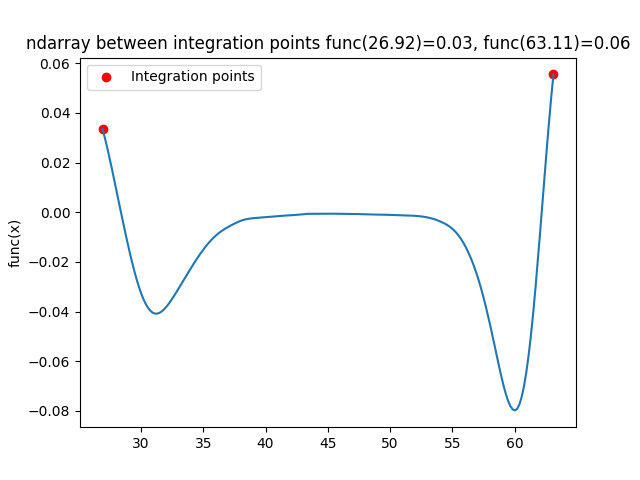 ndarray between integration points func(26.92)=0.03, func(63.11)=0.06
Integration points
func(x)
0.06
0.04
0.02
0.00
−0.02
−0.04
−0.06
−0.08
30 35 40 45 50 55 60